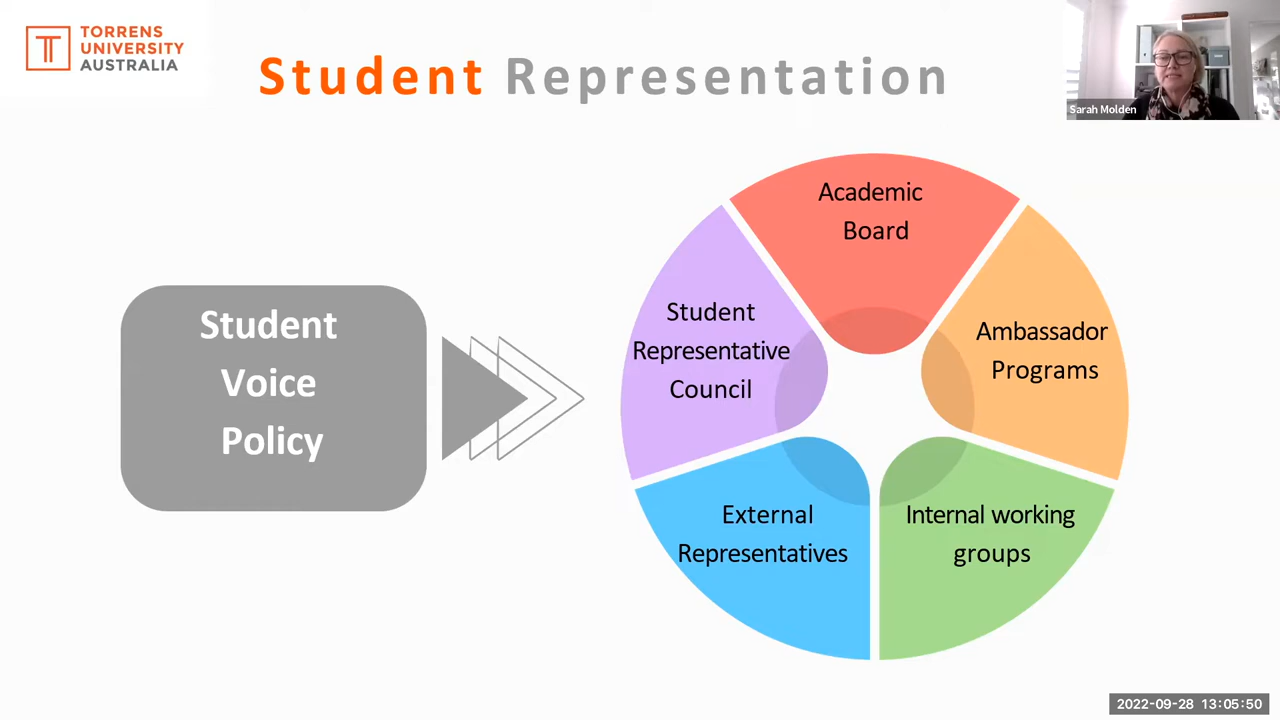 TORRENS
UNIVERSITY
AUSTRALIA
Student Representation
Sarah Molden
Student
Voice
Policy
Academic
Board
Ambassador
Programs
Internal working
groups
External
Representatives
Student
Representative
Council
2022-09-28 13:05:50